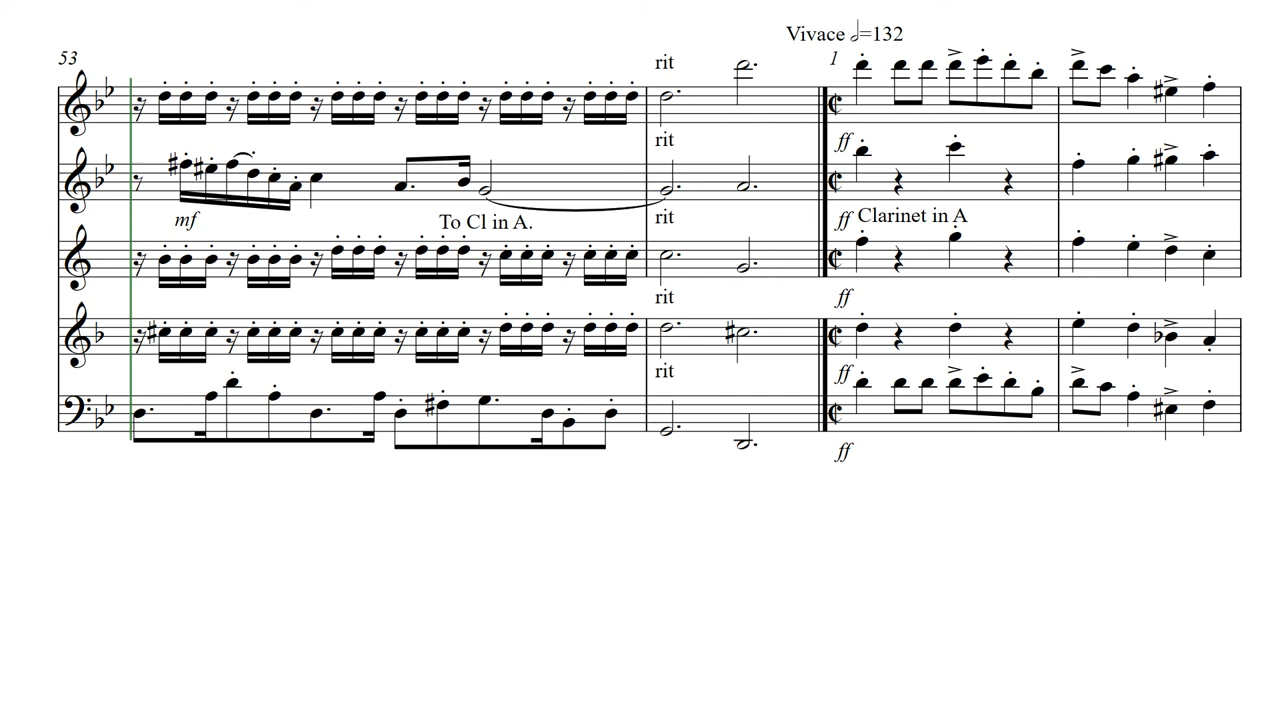 Vivace 𝅗𝅥=132
53
rit
1
rit
ff
mf
To Cl in A.
rit
ff Clarinet in A
rit
ff
rit
ff
ff